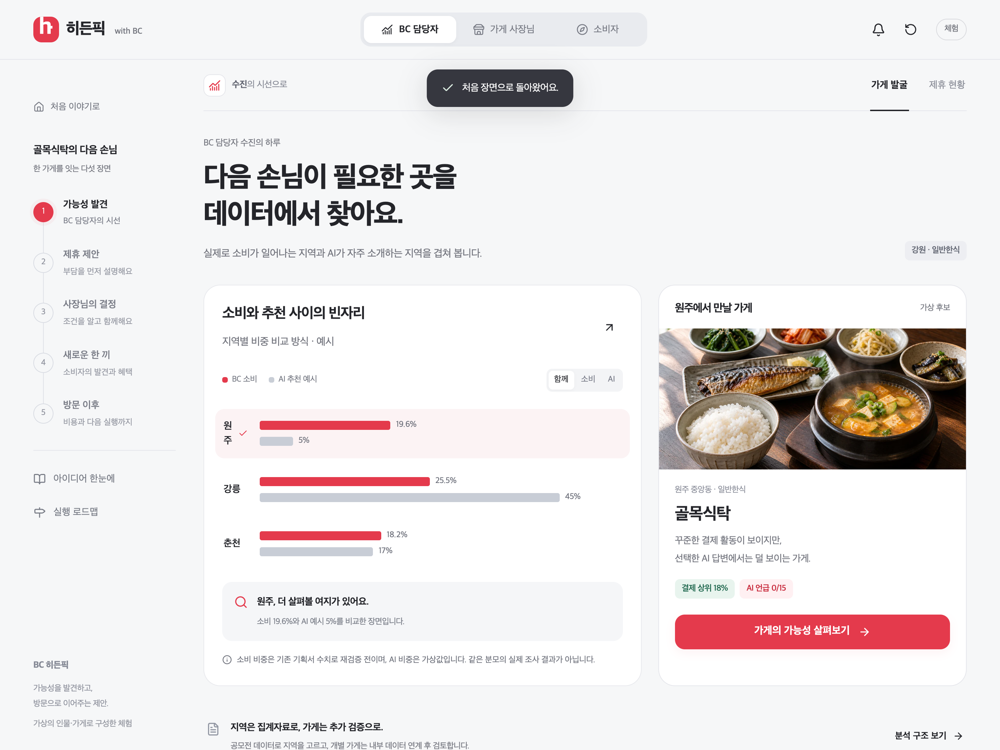 히든픽 with BC
BC 담당자
가게 사장님
소비자
체험
처음 이야기로
골목식탁의 다음 손님
한 가게를 잇는 다섯 장면
1
가능성 발견
BC 담당자의 시선
2
제휴 제안
부담을 먼저 설명해요
3
사장님의 결정
조건을 알고 함께해요
4
새로운 한 끼
소비자의 발견과 혜택
5
방문 이후
비용과 다음 실행까지
아이디어 한눈에
실행 로드맵
BC 히든픽
가능성을 발견하고,
방문으로 이어주는 제안.
가상의 인물·가게로 구성한 체험
수진의 시선으로
처음 장면으로 돌아왔어요.
가게 발굴
제휴 현황
BC 담당자 수진의 하루
다음 손님이 필요한 곳을
데이터에서 찾아요.
실제로 소비가 일어나는 지역과 AI가 자주 소개하는 지역을 겹쳐 봅니다.
강원 · 일반한식
소비와 추천 사이의 빈자리
지역별 비중 비교 방식 · 예시
BC 소비
AI 추천 예시
함께
소비
AI
원
주
19.6%
5%
강릉
25.5%
45%
춘천
18.2%
17%
원주, 더 살펴볼 여지가 있어요.
소비 19.6%와 AI 예시 5%를 비교한 장면입니다.
소비 비중은 기존 기획서 수치로 재검증 전이며, AI 비중은 가상값입니다. 같은 분모의 실제 조사 결과가 아닙니다.
원주에서 만날 가게
가상 후보
원주 중앙동 · 일반한식
골목식탁
꾸준한 결제 활동이 보이지만,
선택한 AI 답변에서는 덜 보이는 가게.
결제 상위 18%
AI 언급 0/15
가게의 가능성 살펴보기
지역은 집계자료로, 가게는 추가 검증으로.
공모전 데이터로 지역을 고르고, 개별 가게는 내부 데이터 연계 후 검토합니다.
분석 구조 보기